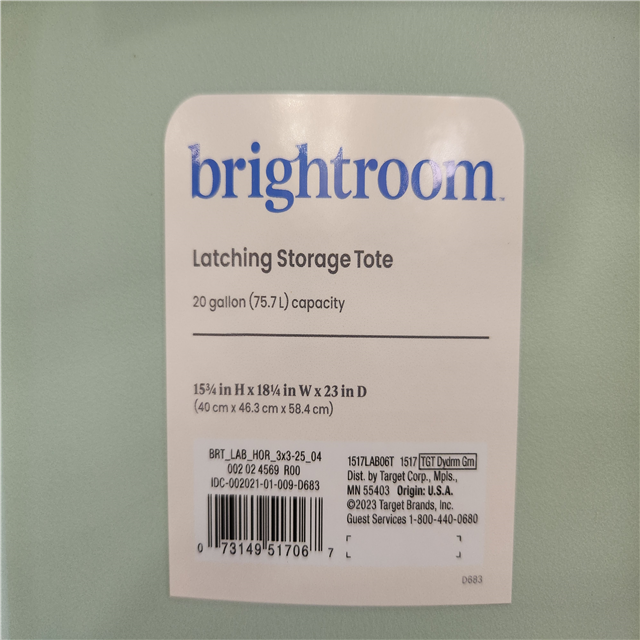 brightroom™
Latching Storage Tote
20 gallon (75.7 L) capacity
15¾ in H x 18¼ in W x 23 in D
(40 cm x 46.3 cm x 58.4 cm)
BRT_LAB_HOR_3x3-25_04
002 02 4569 R00
IDC-002021-01-009-D683
0 73149 51706 7
1517LAB06T 1517 TGT Dydrm Grn
Dist. by Target Corp., Mpls.,
MN 55403 Origin: U.S.A.
©2023 Target Brands, Inc.
Guest Services 1-800-440-0680
D683